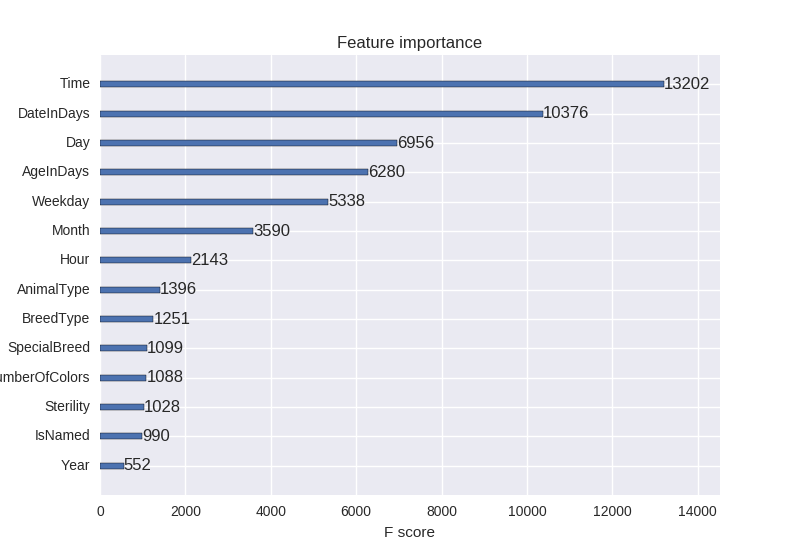 Feature importance
Time 13202
DateInDays 10376
Day 6956
AgeInDays 6280
Weekday 5338
Month 3590
Hour 2143
AnimalType 1396
BreedType 1251
SpecialBreed 1099
umberOfColors 1088
Sterility 1028
IsNamed 990
Year 552
0 2000 4000 6000 8000 10000 12000 14000
F score